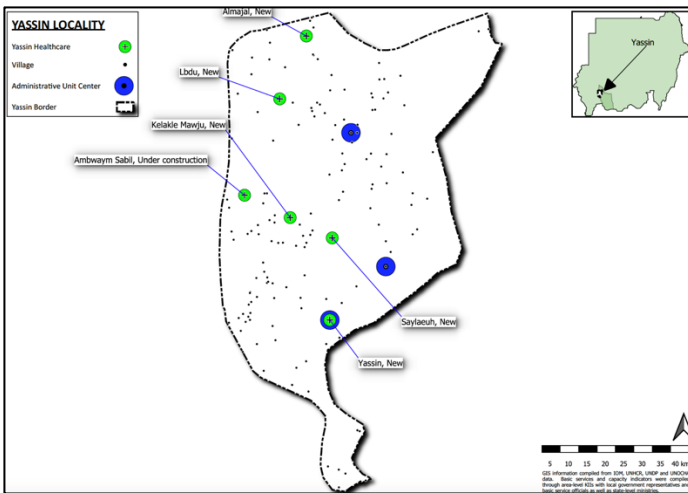 YASSIN LOCALITY
Yassin Healthcare
Village
Administrative Unit Center
Yassin Border
Almajal, New
Lbdu, New
Kelakle Mawju, New
Ambwaym Sabil, Under construction
Saylaeuh, New
Yassin, New
Yassin
5 10 15 20 25 30 35 40 km
GIS information compiled from IOM, UNHCR, UNDP and UNOCHA
data. Basic services and capacity indicators were compiled
through area-level KIIs with local government representatives and
basic service officials as well as state-level ministries.